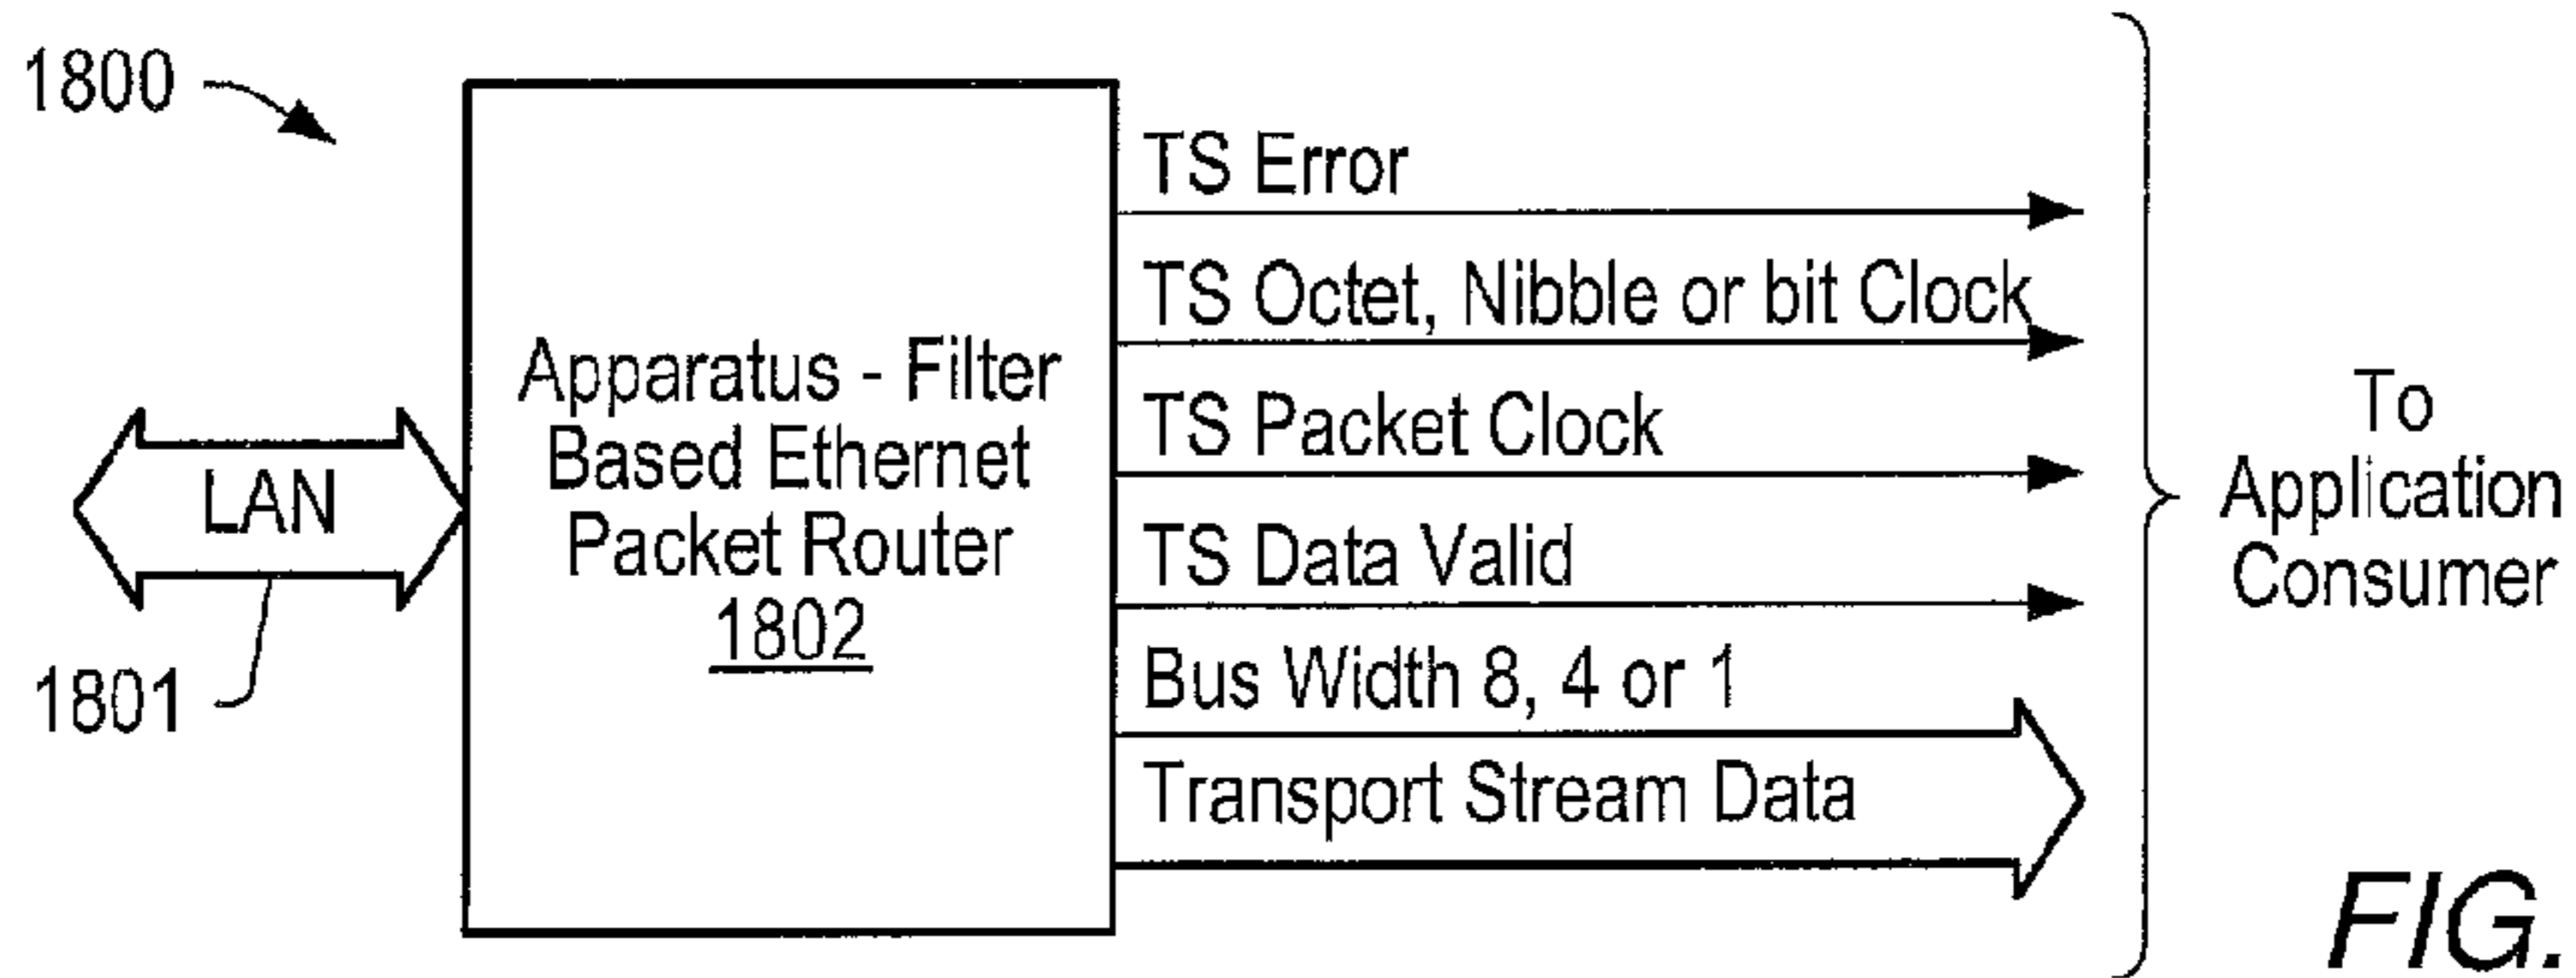 1800
LAN
1801
Apparatus - Filter
Based Ethernet
Packet Router
1802
TS Error
TS Octet, Nibble or bit Clock
TS Packet Clock
TS Data Valid
Bus Width 8, 4 or 1
Transport Stream Data
To
Application
Consumer
FIG.